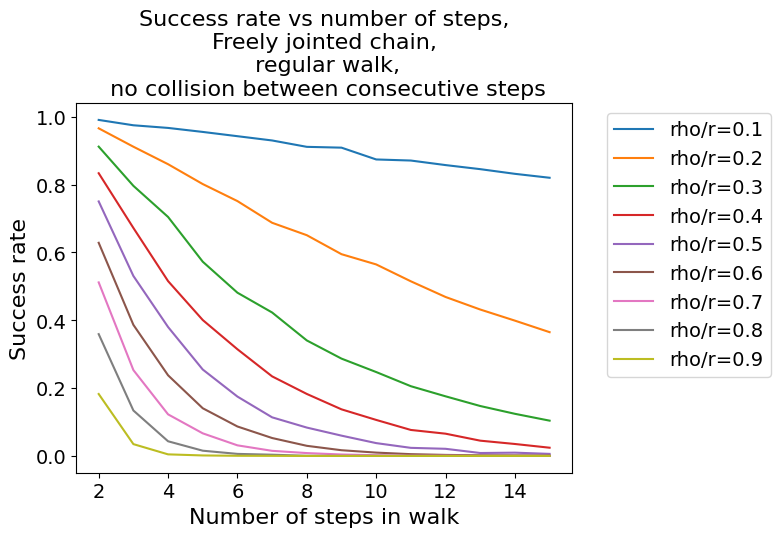 Success rate vs number of steps,
Freely jointed chain,
regular walk,
no collision between consecutive steps
1.0
0.8
0.6
0.4
0.2
0.0
Success rate
2
4
6
8
10
12
14
Number of steps in walk
rho/r=0.1
rho/r=0.2
rho/r=0.3
rho/r=0.4
rho/r=0.5
rho/r=0.6
rho/r=0.7
rho/r=0.8
rho/r=0.9